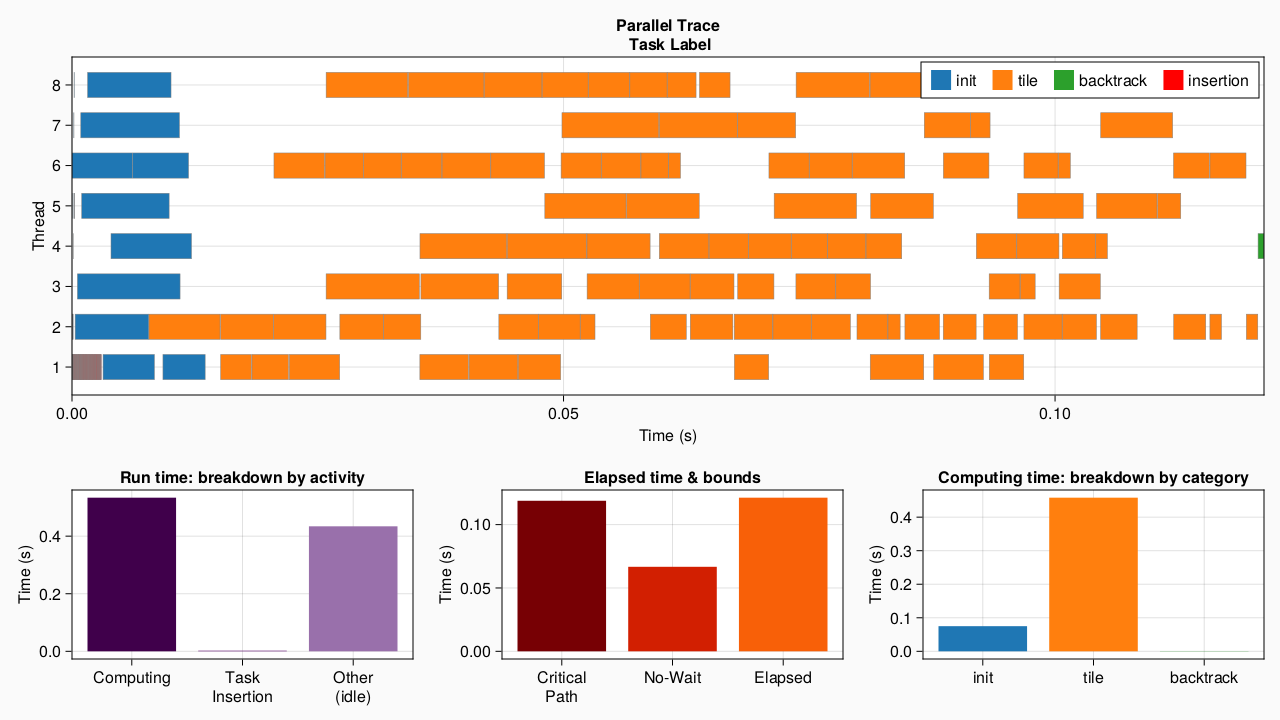 Parallel Trace
Task Label
init tile backtrack insertion
8
7
6
5
4
3
2
1
Thread
0.00 0.05 0.10
Time (s)
Run time: breakdown by activity
0.4
0.2
0.0
Time (s)
Computing Task Insertion Other (idle)
Elapsed time & bounds
0.10
0.05
0.00
Time (s)
Critical Path No-Wait Elapsed
Computing time: breakdown by category
0.4
0.3
0.2
0.1
0.0
Time (s)
init tile backtrack